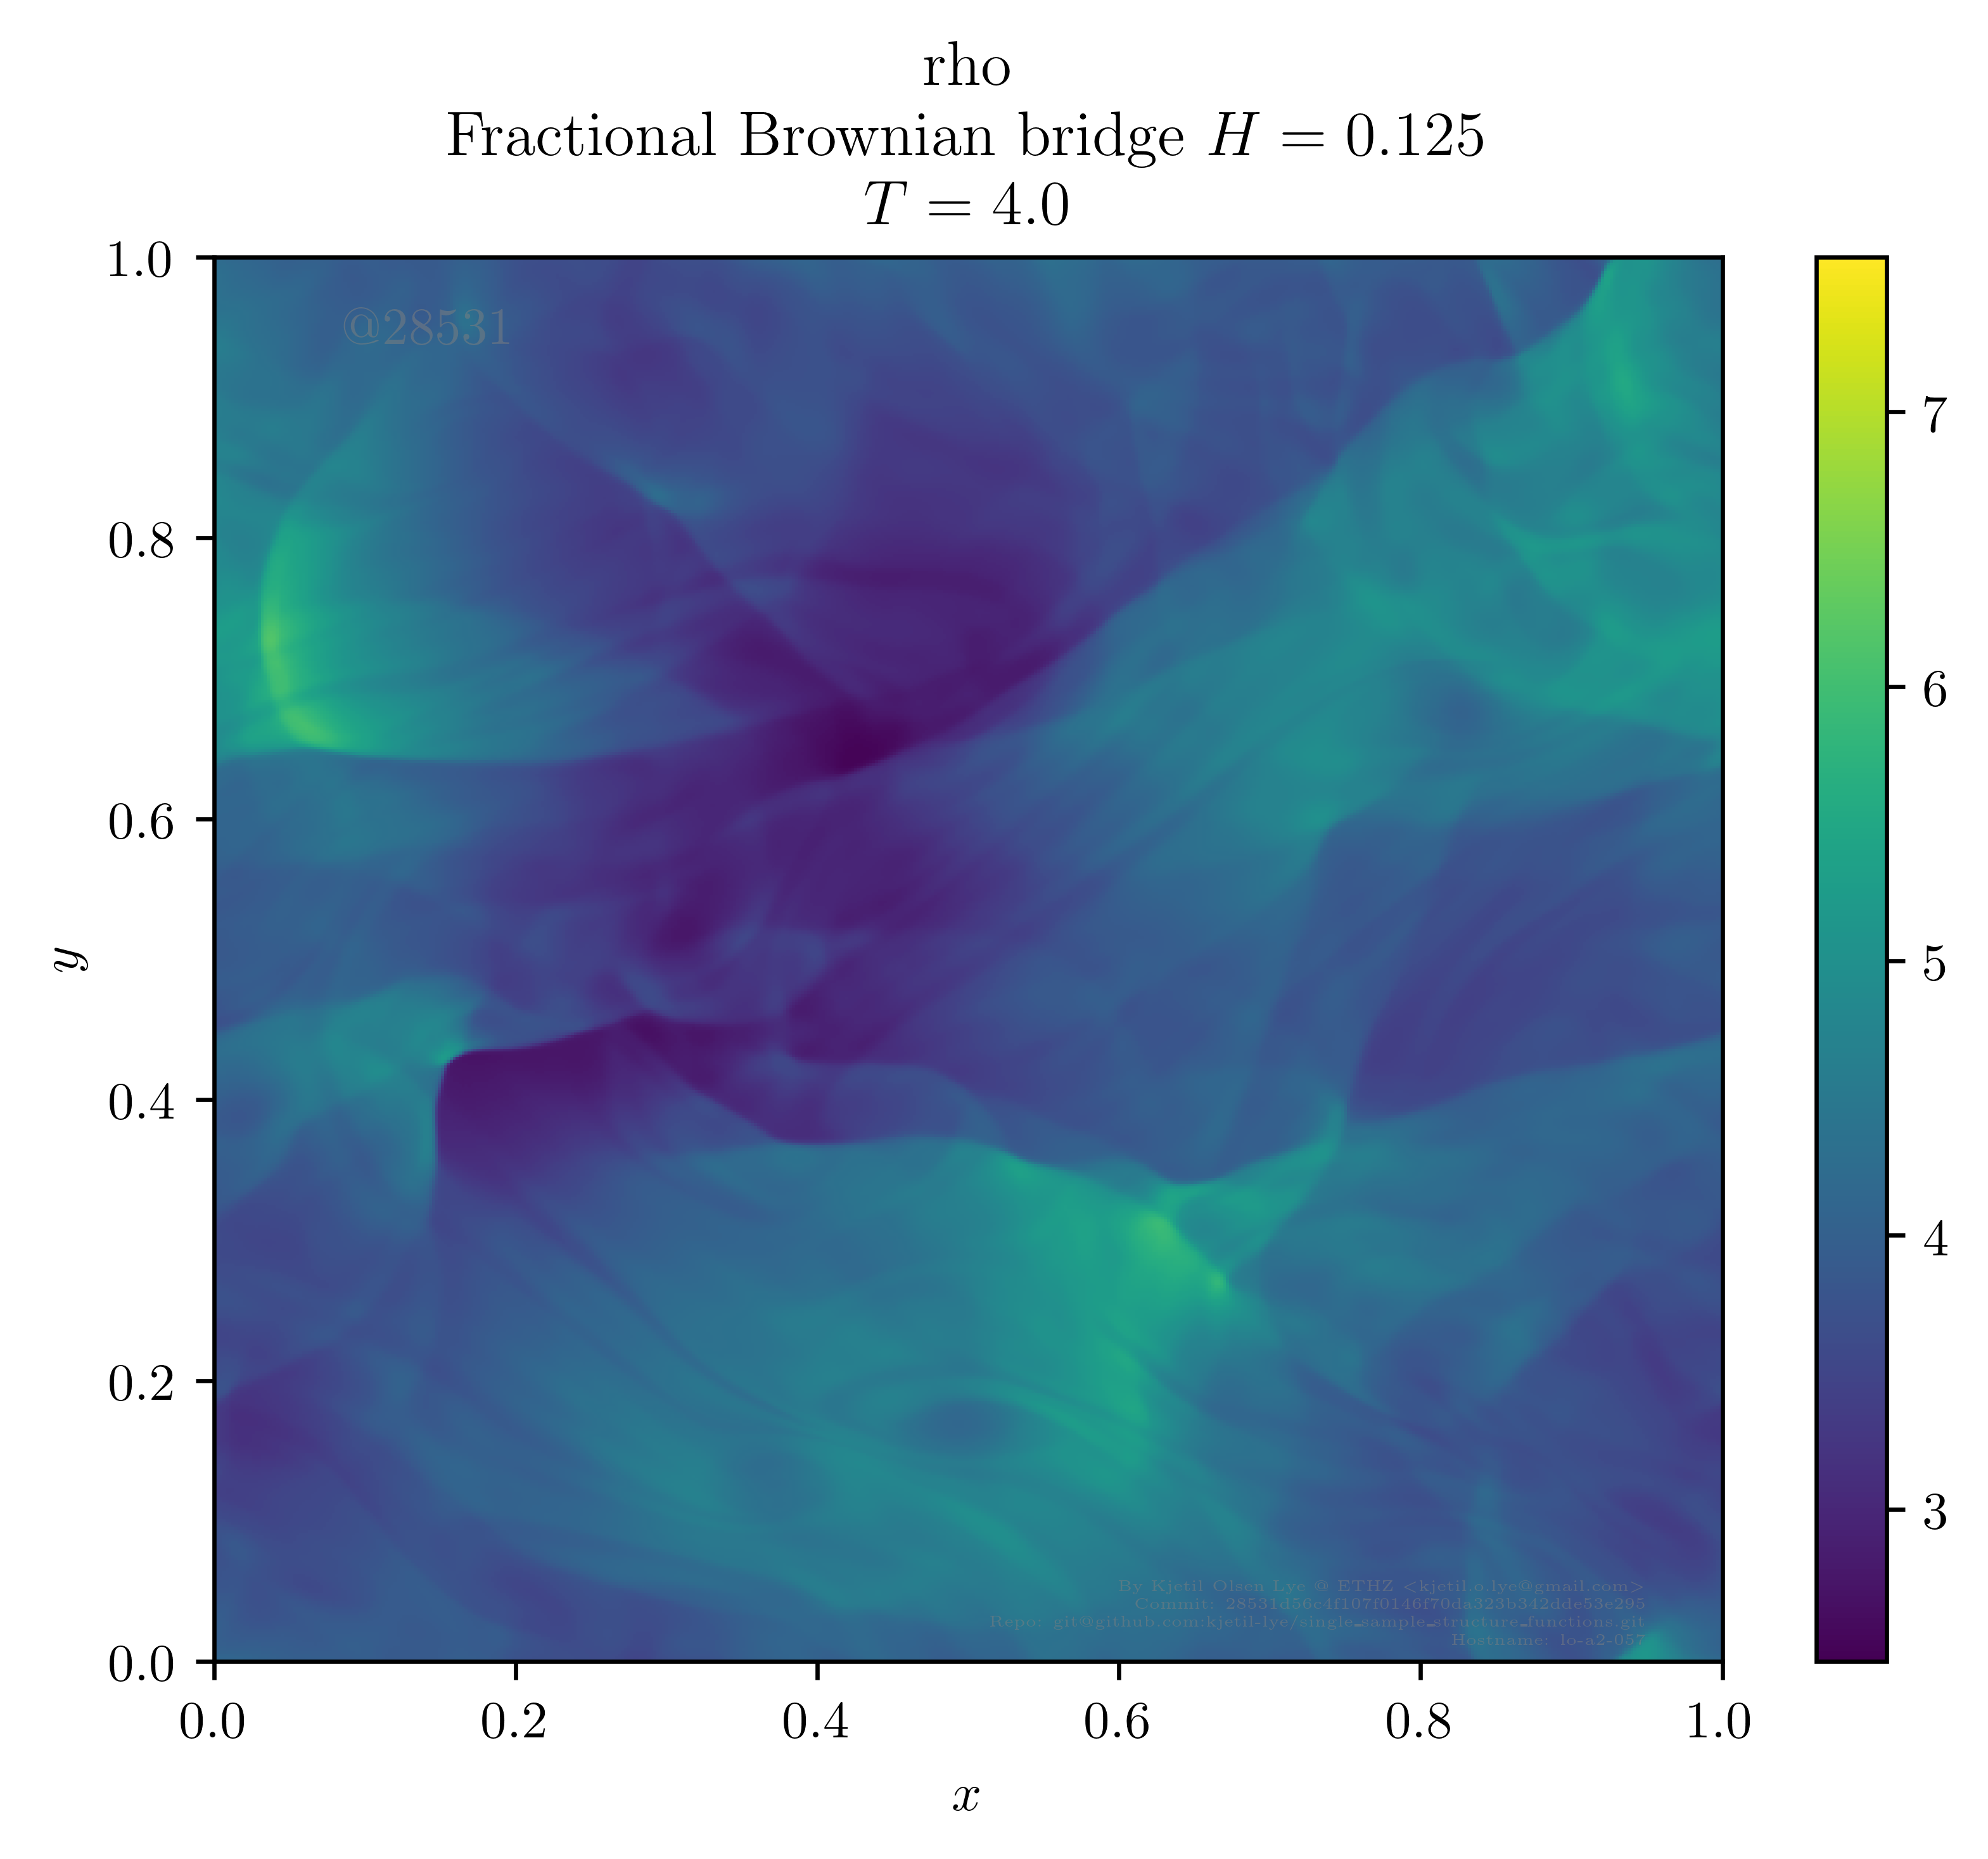 rho
Fractional Brownian bridge H = 0.125
T = 4.0
@28531
1.0
0.8
0.6
0.4
0.2
0.0
y
0.0 0.2 0.4 0.6 0.8 1.0
x
7
6
5
4
3
By Kjetil Olsen Lye @ ETHZ <kjetil.o.lye@gmail.com>
Commit: 28531d56c4f107f0146f70da323b342dde53e295
Repo: git@github.com:kjetil-lye/single_sample_structure_functions.git
Hostname: lo-a2-057